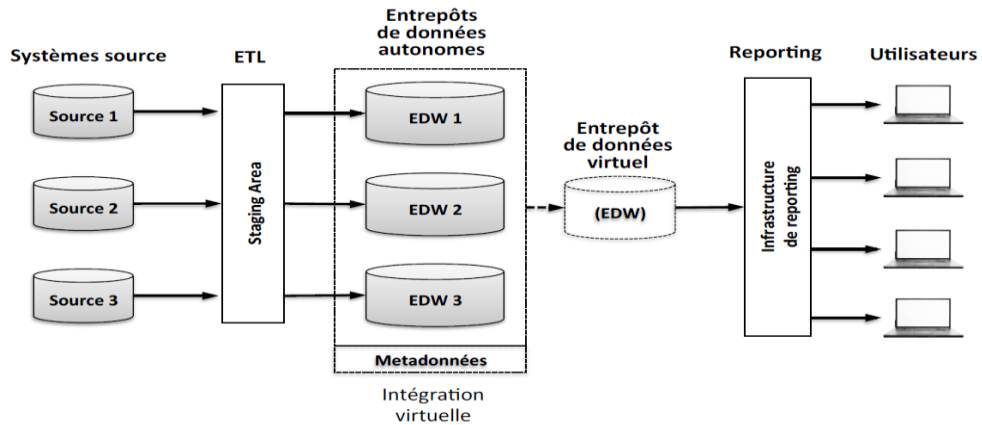 Systèmes source
ETL
Entrepôts
de données
autonomes
Reporting
Utilisateurs
Source 1
Source 2
Source 3
Staging Area
EDW 1
EDW 2
EDW 3
Metadonnées
Intégration
virtuelle
Entrepôt
de données
virtuel
(EDW)
Infrastructure
de reporting